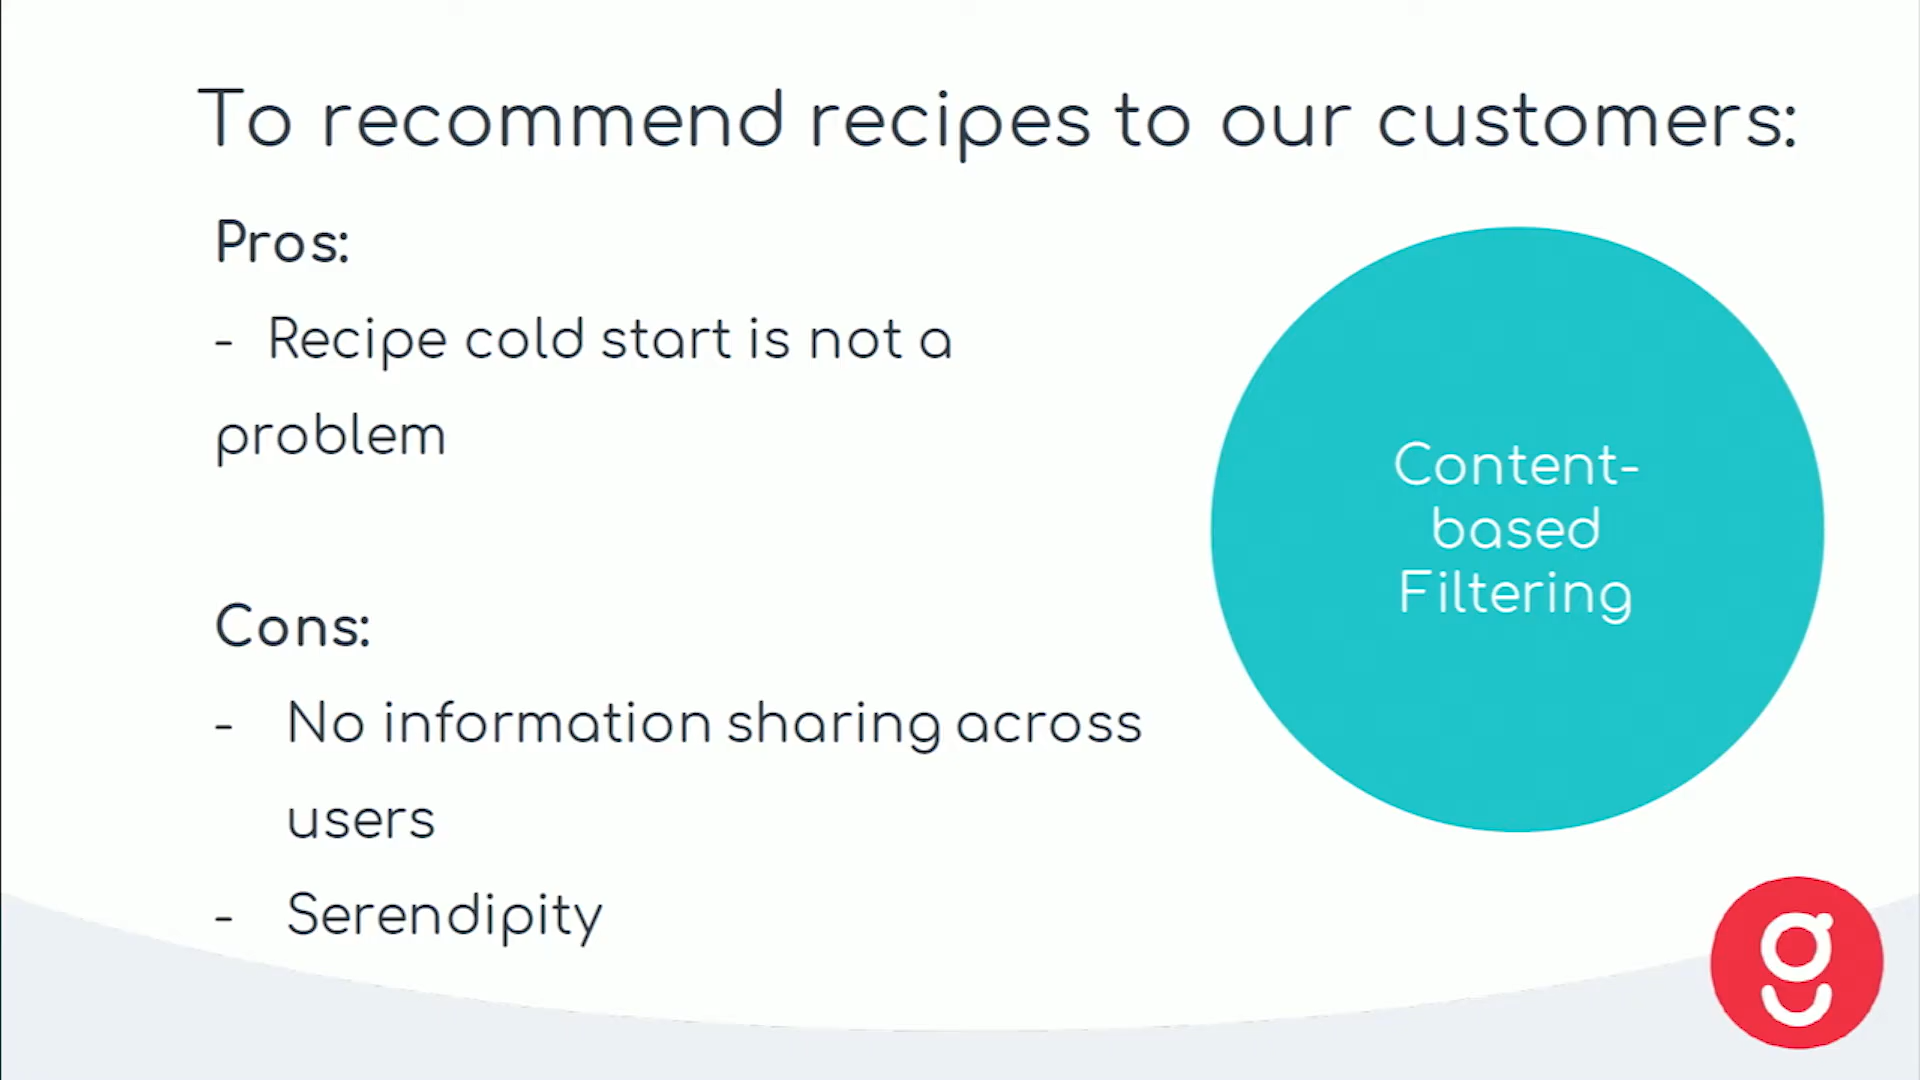 To recommend recipes to our customers:
Pros:
- Recipe cold start is not a
problem
Cons:
- No information sharing across
users
- Serendipity
Content-
based
Filtering
g